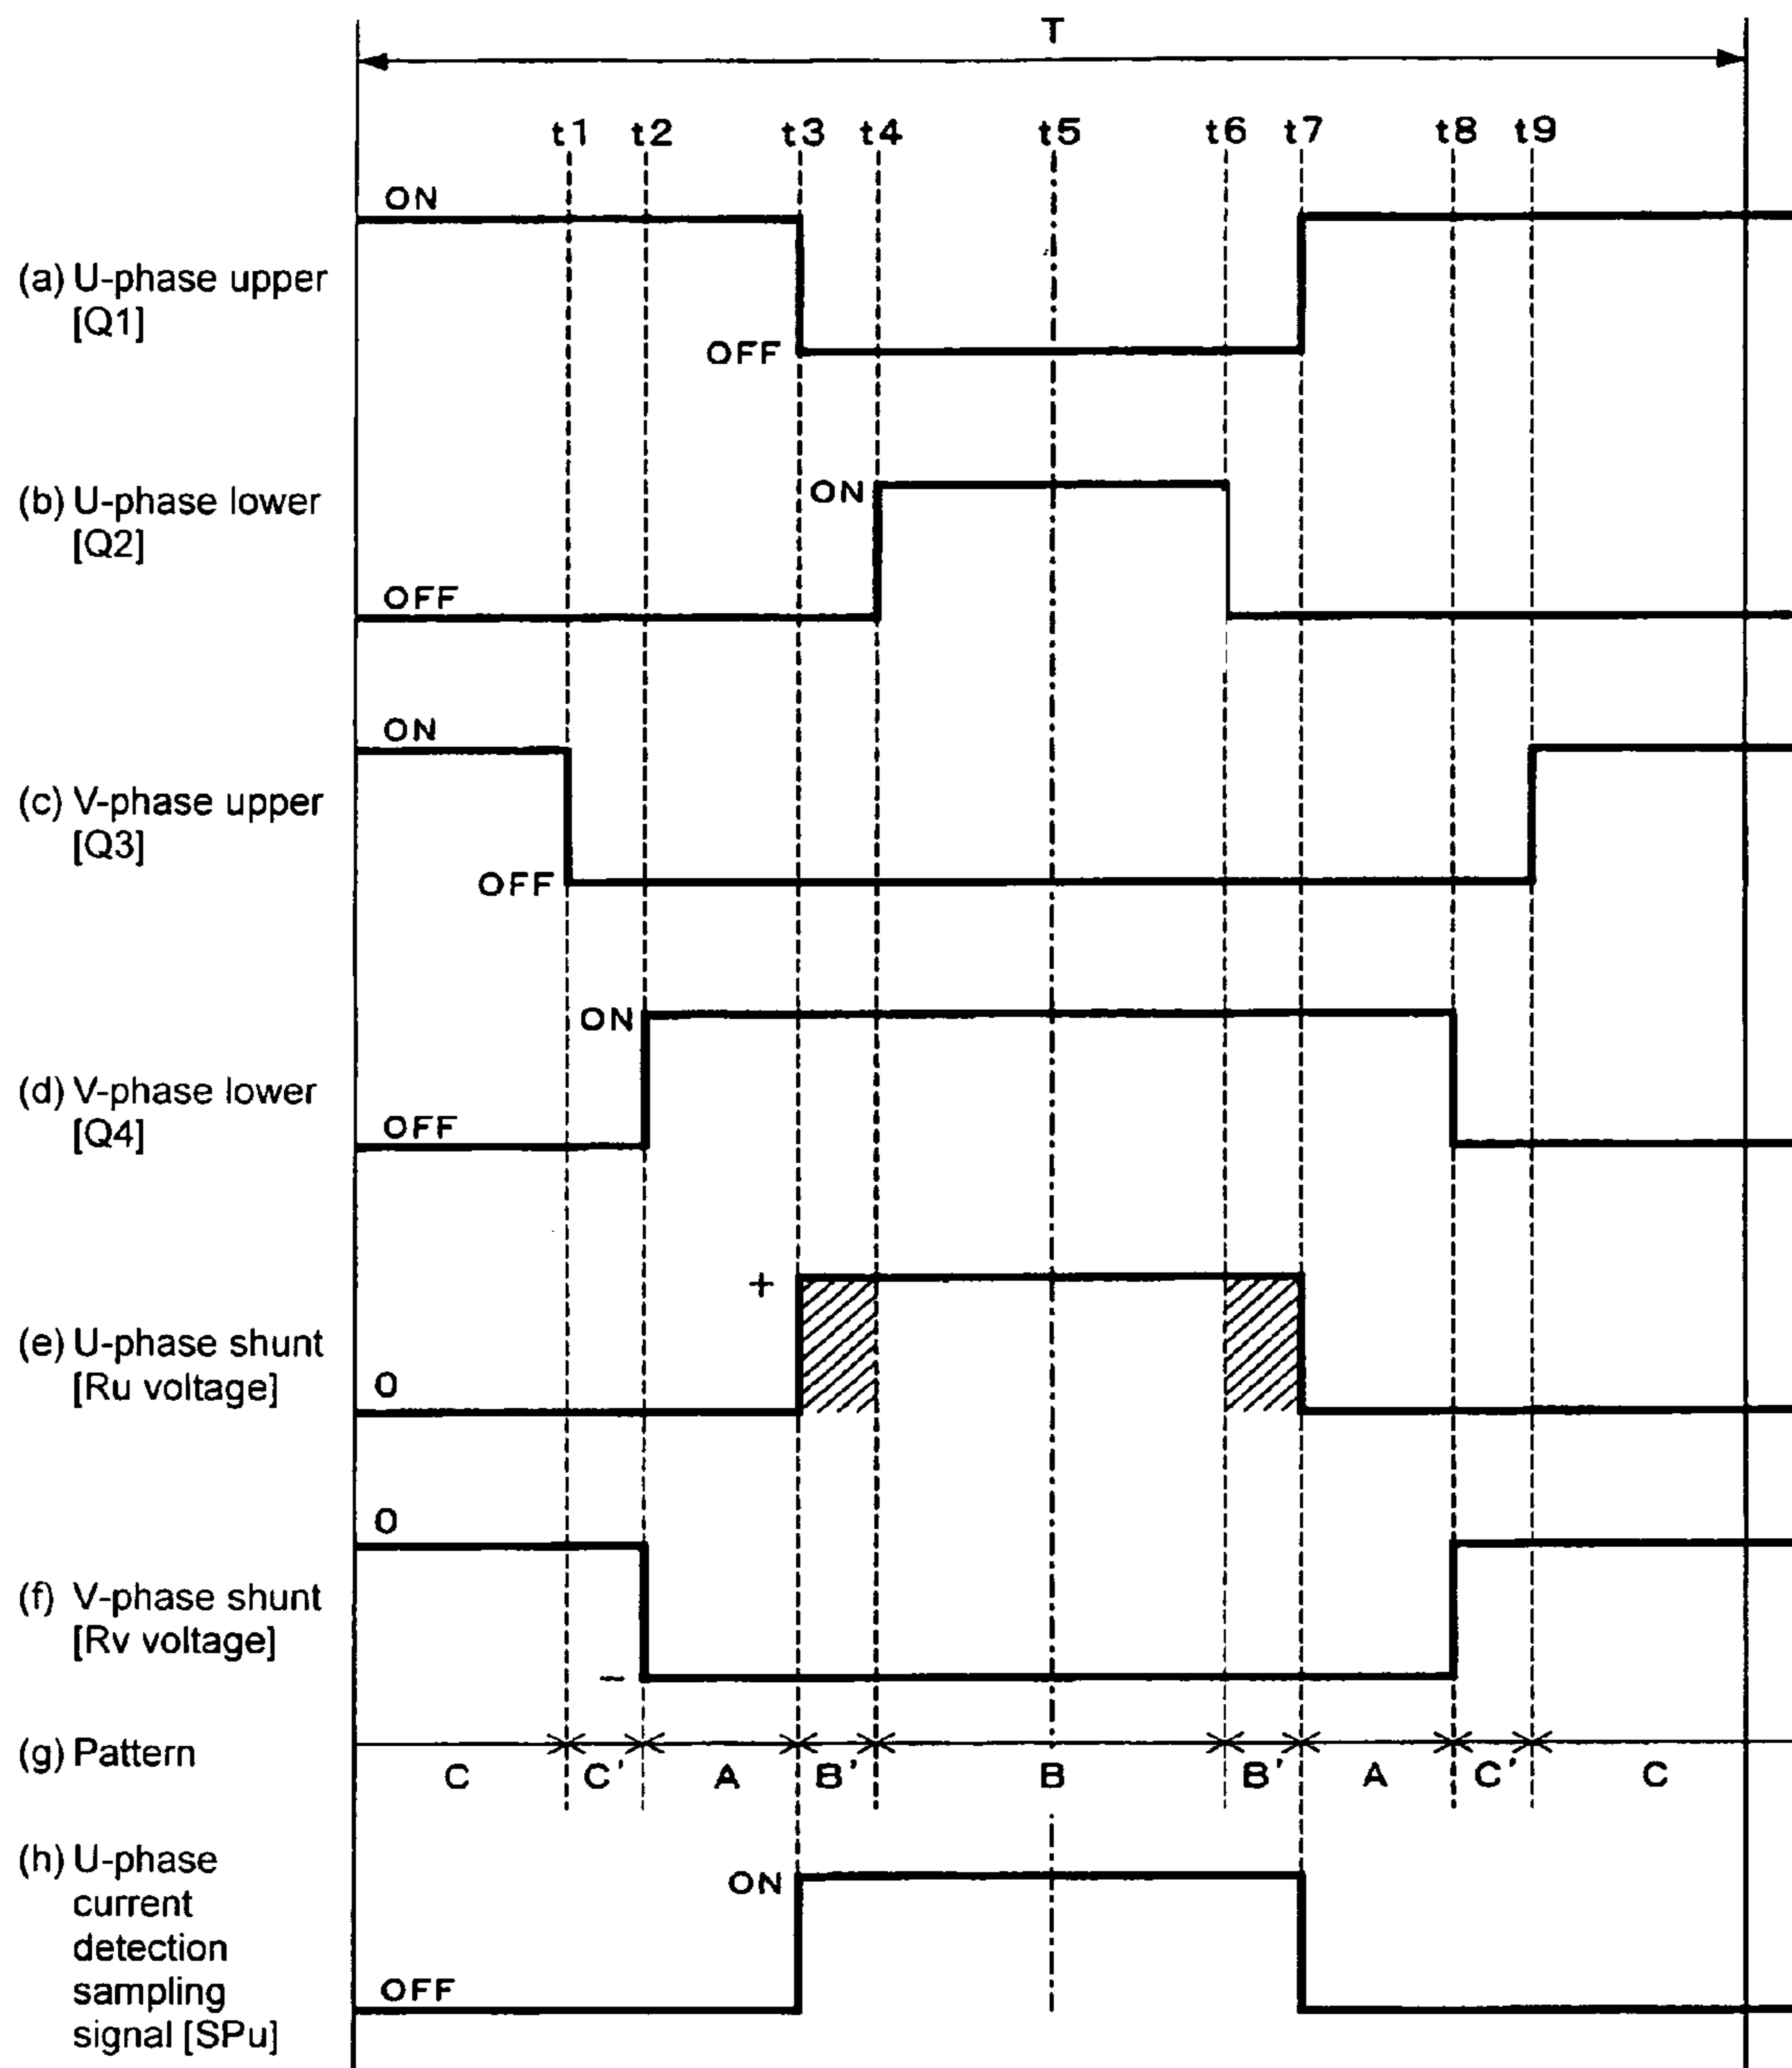 T
t1 t2 t3 t4 t5 t6 t7 t8 t9
ON
(a) U-phase upper
[Q1]
OFF
(b) U-phase lower
[Q2]
ON
OFF
ON
(c) V-phase upper
[Q3]
OFF
ON
(d) V-phase lower
[Q4]
OFF
+
(e) U-phase shunt
[Ru voltage]
0
0
(f) V-phase shunt
[Rv voltage]
−
(g) Pattern
C C' A B' B B' A C' C
(h) U-phase
current
detection
sampling
signal [SPu]
ON
OFF